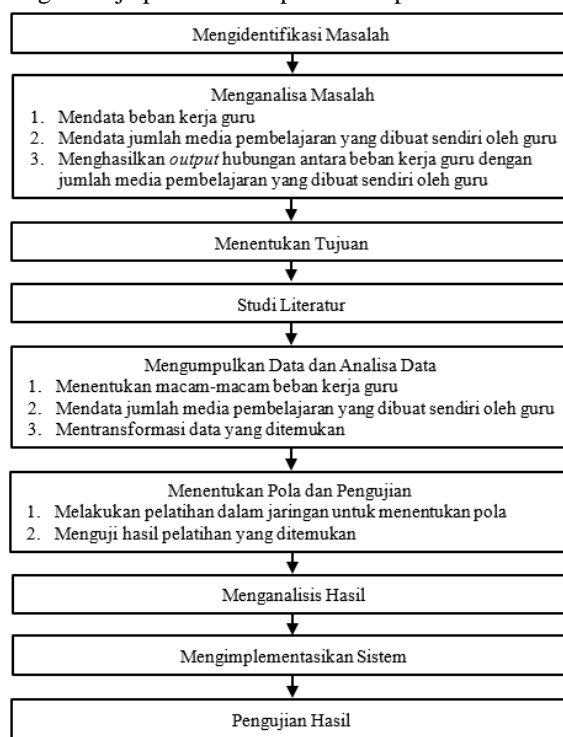 Mengidentifikasi Masalah
Menganalisa Masalah
1. Mendata beban kerja guru
2. Mendata jumlah media pembelajaran yang dibuat sendiri oleh guru
3. Menghasilkan output hubungan antara beban kerja guru dengan
jumlah media pembelajaran yang dibuat sendiri oleh guru
Menentukan Tujuan
Studi Literatur
Mengumpulkan Data dan Analisa Data
1. Menentukan macam-macam beban kerja guru
2. Mendata jumlah media pembelajaran yang dibuat sendiri oleh guru
3. Mentransformasi data yang ditemukan
Menentukan Pola dan Pengujian
1. Melakukan pelatihan dalam jaringan untuk menentukan pola
2. Menguji hasil pelatihan yang ditemukan
Menganalisis Hasil
Mengimplementasikan Sistem
Pengujian Hasil